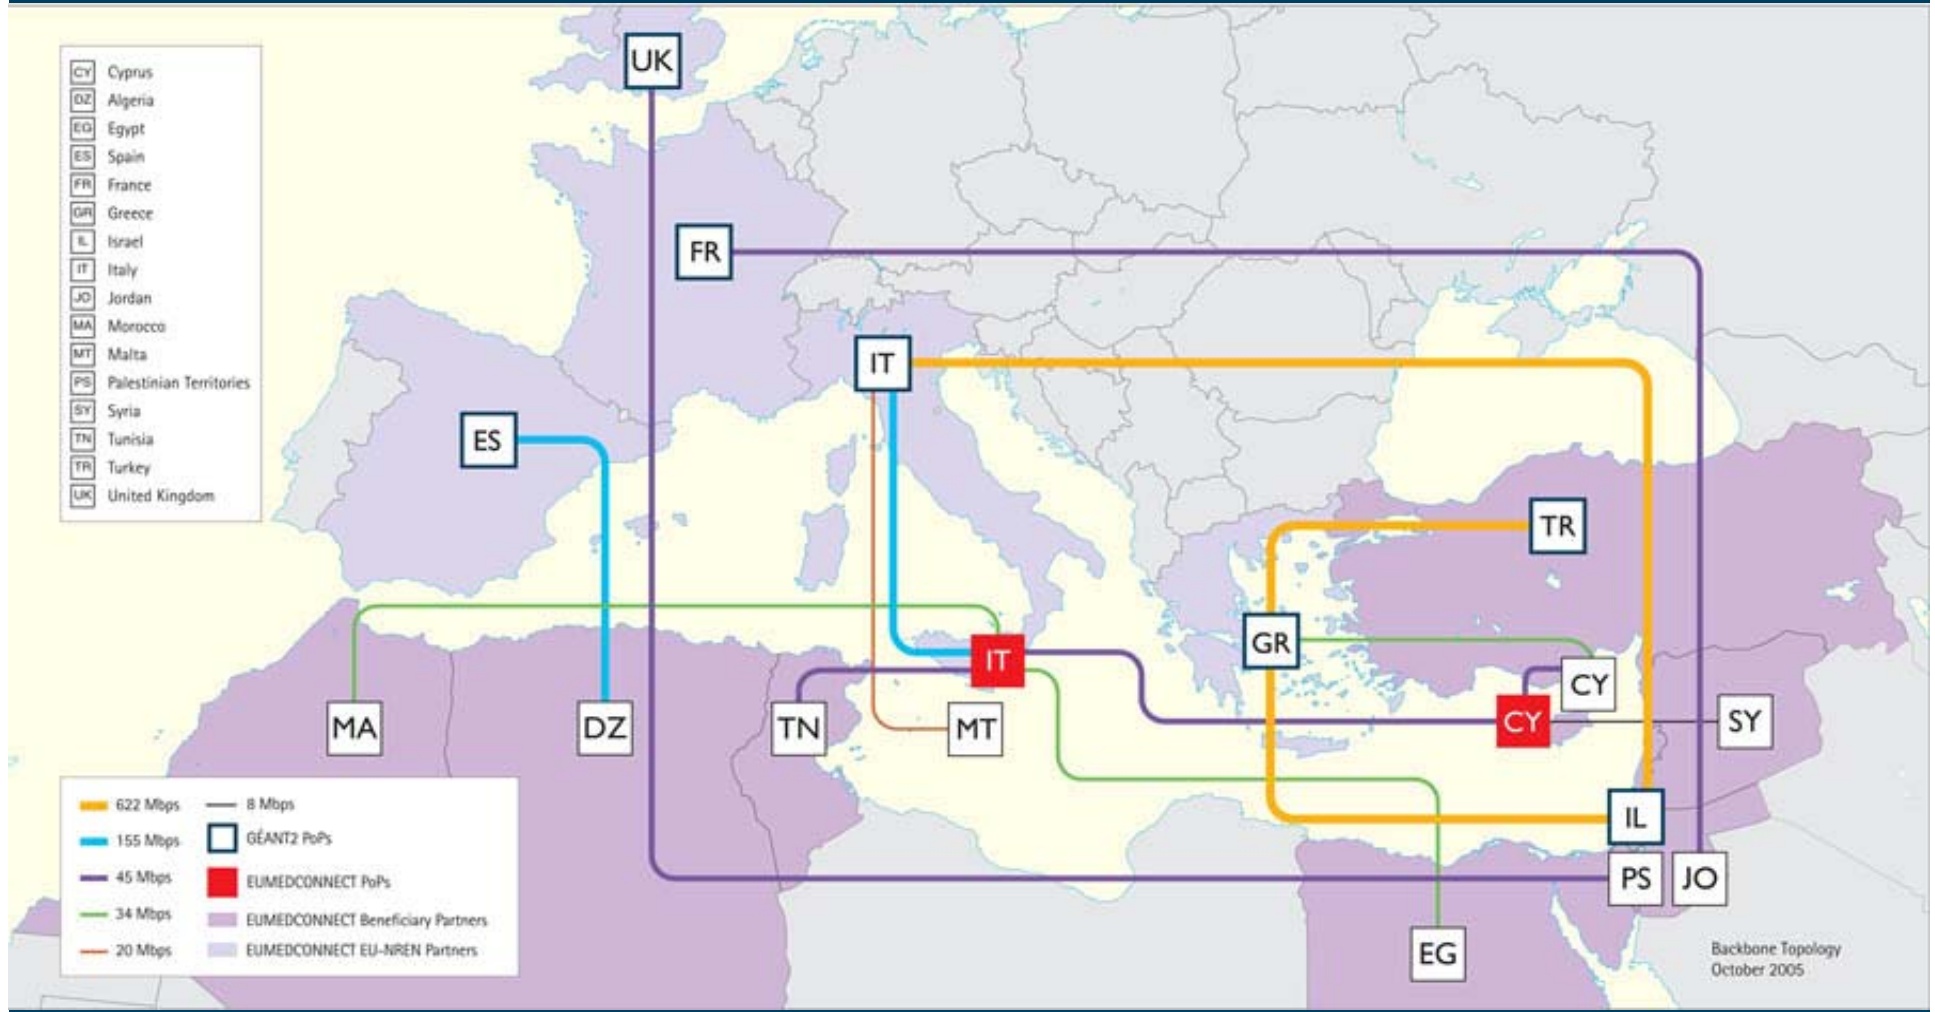 CY Cyprus
DZ Algeria
EG Egypt
ES Spain
FR France
GR Greece
IL Israel
IT Italy
JO Jordan
MA Morocco
MT Malta
PS Palestinian Territories
SY Syria
TN Tunisia
TR Turkey
UK United Kingdom
UK
FR
IT
ES
TR
GR
IT
CY
CY
SY
MA
DZ
TN
MT
IL
PS
JO
EG
622 Mbps
155 Mbps
45 Mbps
34 Mbps
20 Mbps
8 Mbps
GÉANT2 PoPs
EUMEDCONNECT PoPs
EUMEDCONNECT Beneficiary Partners
EUMEDCONNECT EU-NREN Partners
Backbone Topology
October 2005